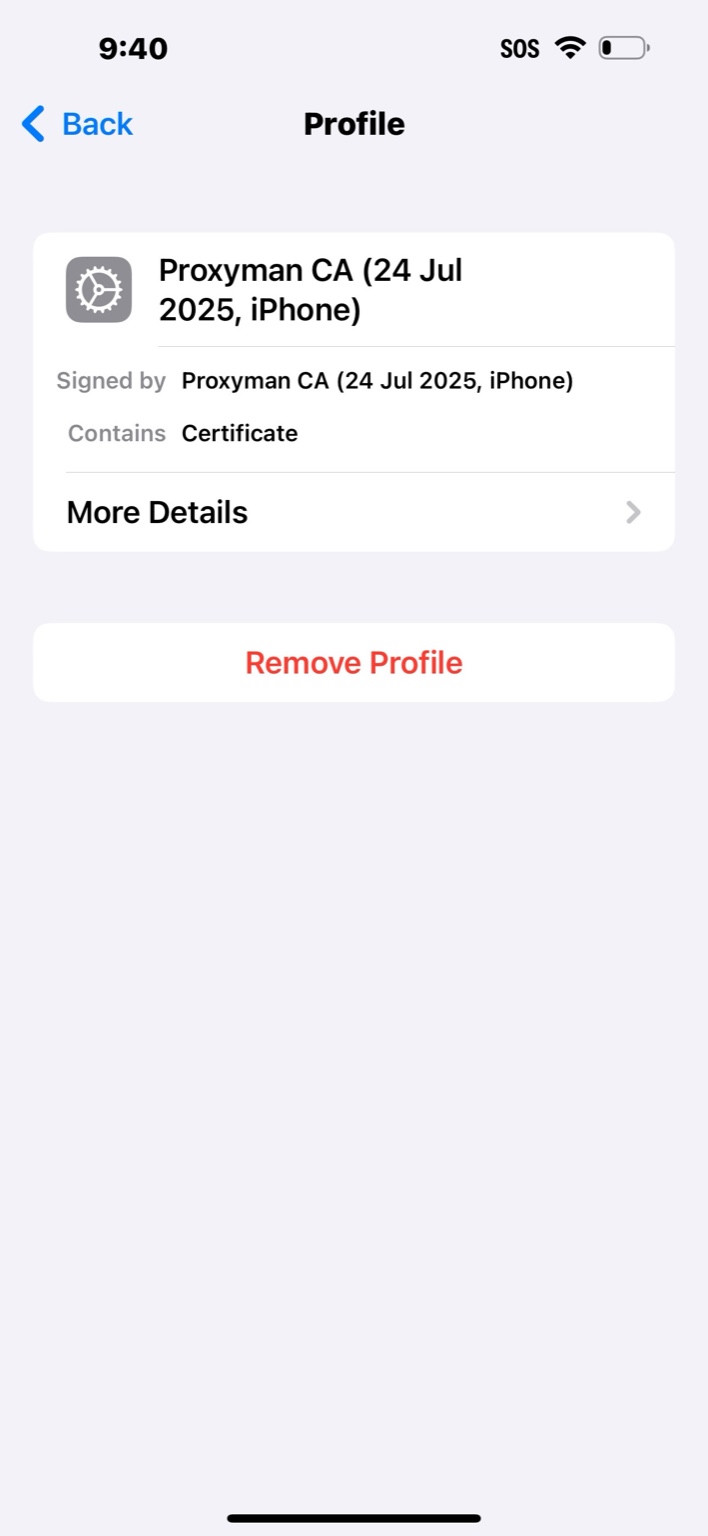 9:40
SOS
Back
Profile
Proxyman CA (24 Jul
2025, iPhone)
Signed by Proxyman CA (24 Jul 2025, iPhone)
Contains Certificate
More Details
Remove Profile